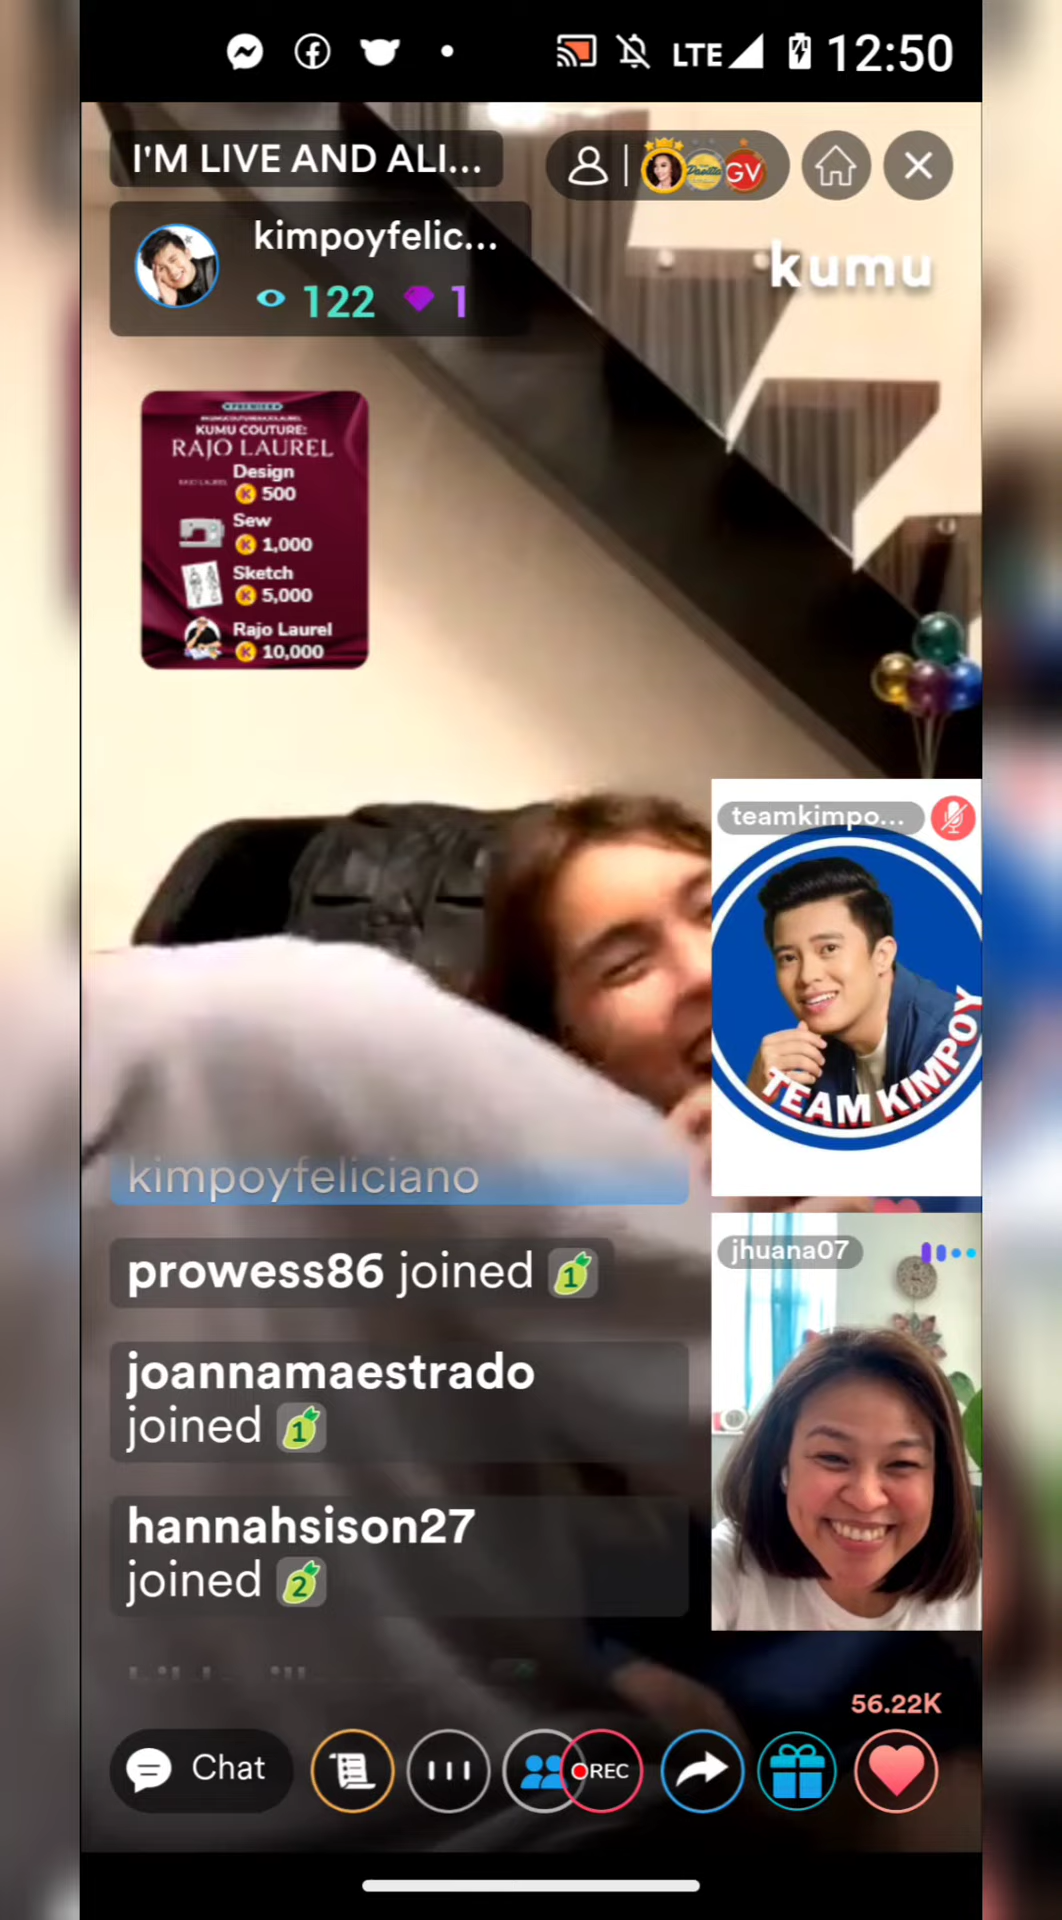 LTE 12:50
I'M LIVE AND ALI...
GV
kimpoyfelic...
122 1
kumu
KUMU COUTURE:
RAJO LAUREL
Design
500
Sew
1,000
Sketch
5,000
Rajo Laurel
10,000
teamkimpo...
TEAM KIMPOY
kimpoyfeliciano
jhuana07
prowess86 joined 1
joannamaestrado
joined 1
hannahsison27
joined 2
56.22K
Chat
REC